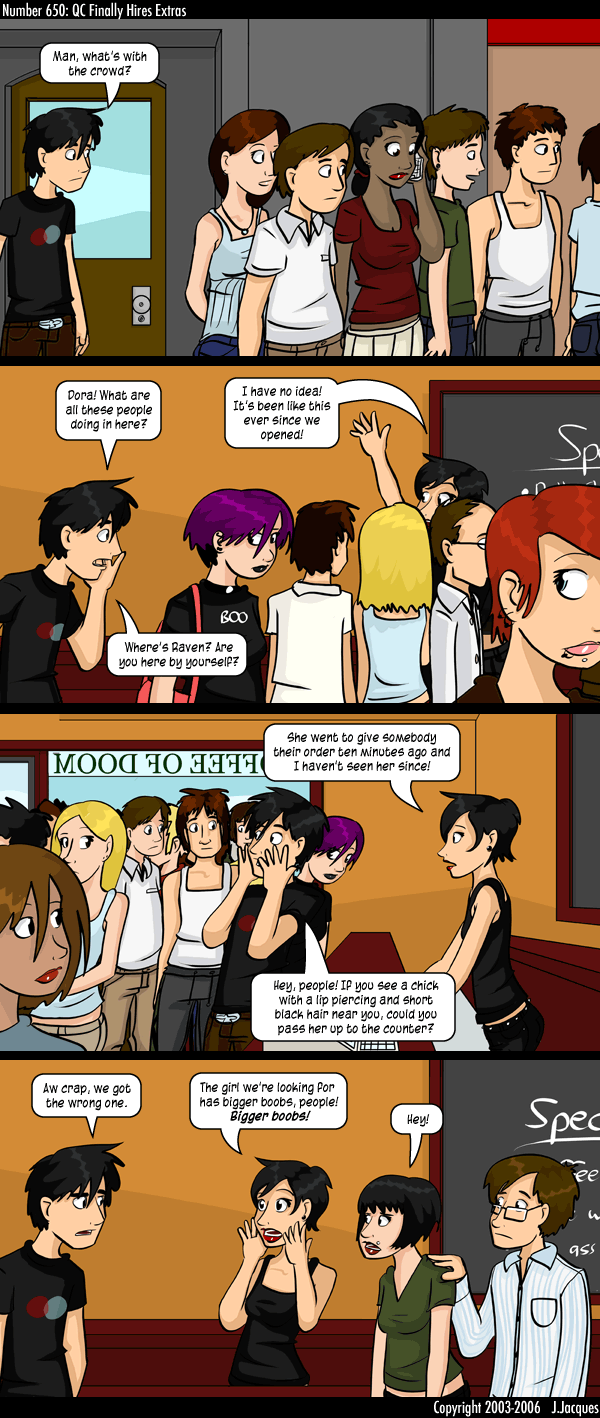 Number 650: QC Finally Hires Extras
Man, what's with
the crowd?
Dora! What are
all these people
doing in here?
I have no idea!
It's been like this
ever since we
opened!
Spe
BOO
Where's Raven? Are
you here by yourself?
She went to give somebody
their order ten minutes ago and
I haven't seen her since!
OFFEE OF DOOM
Hey, people! If you see a chick
with a lip piercing and short
black hair near you, could you
pass her up to the counter?
Aw crap, we got
the wrong one.
The girl we're looking for
has bigger boobs, people!
Bigger boobs!
Hey!
Spec
ee
w
ass
Copyright 2003-2006 J.Jacques